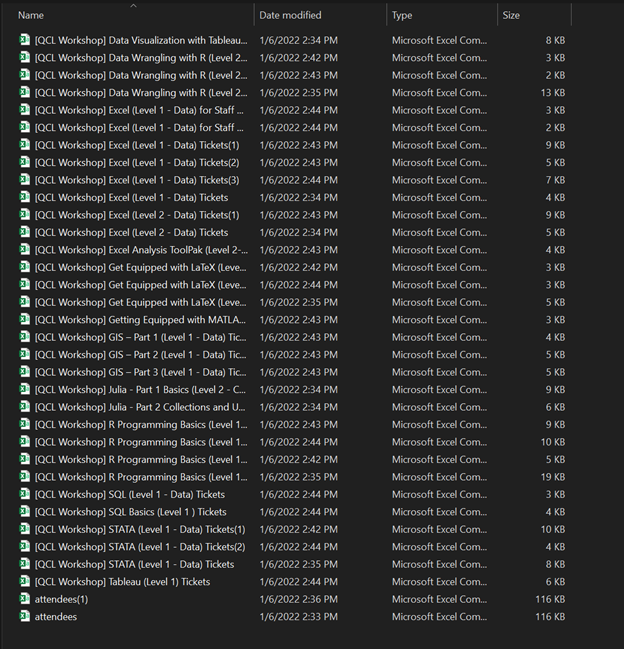 Name Date modified Type Size
[QCL Workshop] Data Visualization with Tableau... 1/6/2022 2:34 PM Microsoft Excel Com... 8 KB
[QCL Workshop] Data Wrangling with R (Level 2... 1/6/2022 2:42 PM Microsoft Excel Com... 3 KB
[QCL Workshop] Data Wrangling with R (Level 2... 1/6/2022 2:43 PM Microsoft Excel Com... 2 KB
[QCL Workshop] Data Wrangling with R (Level 2... 1/6/2022 2:35 PM Microsoft Excel Com... 13 KB
[QCL Workshop] Excel (Level 1 - Data) for Staff ... 1/6/2022 2:44 PM Microsoft Excel Com... 3 KB
[QCL Workshop] Excel (Level 1 - Data) for Staff ... 1/6/2022 2:44 PM Microsoft Excel Com... 2 KB
[QCL Workshop] Excel (Level 1 - Data) Tickets(1) 1/6/2022 2:43 PM Microsoft Excel Com... 9 KB
[QCL Workshop] Excel (Level 1 - Data) Tickets(2) 1/6/2022 2:43 PM Microsoft Excel Com... 5 KB
[QCL Workshop] Excel (Level 1 - Data) Tickets(3) 1/6/2022 2:44 PM Microsoft Excel Com... 7 KB
[QCL Workshop] Excel (Level 1 - Data) Tickets 1/6/2022 2:34 PM Microsoft Excel Com... 4 KB
[QCL Workshop] Excel (Level 2 - Data) Tickets(1) 1/6/2022 2:43 PM Microsoft Excel Com... 9 KB
[QCL Workshop] Excel (Level 2 - Data) Tickets 1/6/2022 2:34 PM Microsoft Excel Com... 5 KB
[QCL Workshop] Excel Analysis ToolPak (Level 2-... 1/6/2022 2:43 PM Microsoft Excel Com... 4 KB
[QCL Workshop] Get Equipped with LaTeX (Leve... 1/6/2022 2:42 PM Microsoft Excel Com... 3 KB
[QCL Workshop] Get Equipped with LaTeX (Leve... 1/6/2022 2:44 PM Microsoft Excel Com... 3 KB
[QCL Workshop] Get Equipped with LaTeX (Leve... 1/6/2022 2:35 PM Microsoft Excel Com... 5 KB
[QCL Workshop] Getting Equipped with MATLA... 1/6/2022 2:43 PM Microsoft Excel Com... 3 KB
[QCL Workshop] GIS – Part 1 (Level 1 - Data) Tic... 1/6/2022 2:43 PM Microsoft Excel Com... 4 KB
[QCL Workshop] GIS – Part 2 (Level 1 - Data) Tic... 1/6/2022 2:43 PM Microsoft Excel Com... 5 KB
[QCL Workshop] GIS – Part 3 (Level 1 - Data) Tic... 1/6/2022 2:43 PM Microsoft Excel Com... 5 KB
[QCL Workshop] Julia - Part 1 Basics (Level 2 - C... 1/6/2022 2:34 PM Microsoft Excel Com... 9 KB
[QCL Workshop] Julia - Part 2 Collections and U... 1/6/2022 2:34 PM Microsoft Excel Com... 6 KB
[QCL Workshop] R Programming Basics (Level 1... 1/6/2022 2:43 PM Microsoft Excel Com... 9 KB
[QCL Workshop] R Programming Basics (Level 1... 1/6/2022 2:44 PM Microsoft Excel Com... 10 KB
[QCL Workshop] R Programming Basics (Level 1... 1/6/2022 2:42 PM Microsoft Excel Com... 5 KB
[QCL Workshop] R Programming Basics (Level 1... 1/6/2022 2:35 PM Microsoft Excel Com... 19 KB
[QCL Workshop] SQL (Level 1 - Data) Tickets 1/6/2022 2:44 PM Microsoft Excel Com... 3 KB
[QCL Workshop] SQL Basics (Level 1 ) Tickets 1/6/2022 2:44 PM Microsoft Excel Com... 4 KB
[QCL Workshop] STATA (Level 1 - Data) Tickets(1) 1/6/2022 2:42 PM Microsoft Excel Com... 10 KB
[QCL Workshop] STATA (Level 1 - Data) Tickets(2) 1/6/2022 2:44 PM Microsoft Excel Com... 4 KB
[QCL Workshop] STATA (Level 1 - Data) Tickets 1/6/2022 2:35 PM Microsoft Excel Com... 8 KB
[QCL Workshop] Tableau (Level 1) Tickets 1/6/2022 2:44 PM Microsoft Excel Com... 6 KB
attendees(1) 1/6/2022 2:36 PM Microsoft Excel Com... 116 KB
attendees 1/6/2022 2:33 PM Microsoft Excel Com... 116 KB